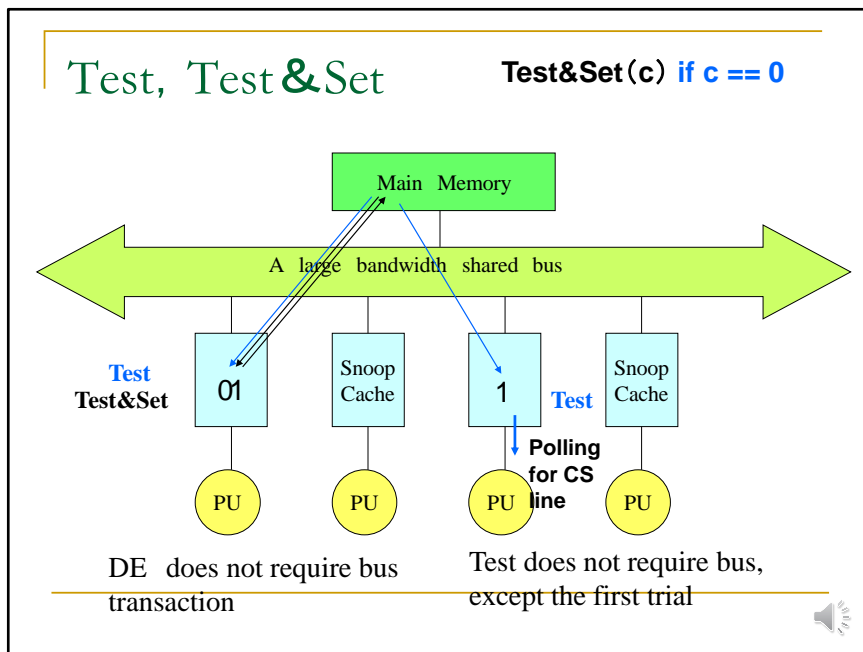 Test, Test&Set
Test&Set(c) if c == 0
Main Memory
A large bandwidth shared bus
Test
Test&Set
01
Snoop
Cache
1
Test
Snoop
Cache
Polling
for CS
line
PU
PU
PU
PU
DE does not require bus
transaction
Test does not require bus,
except the first trial